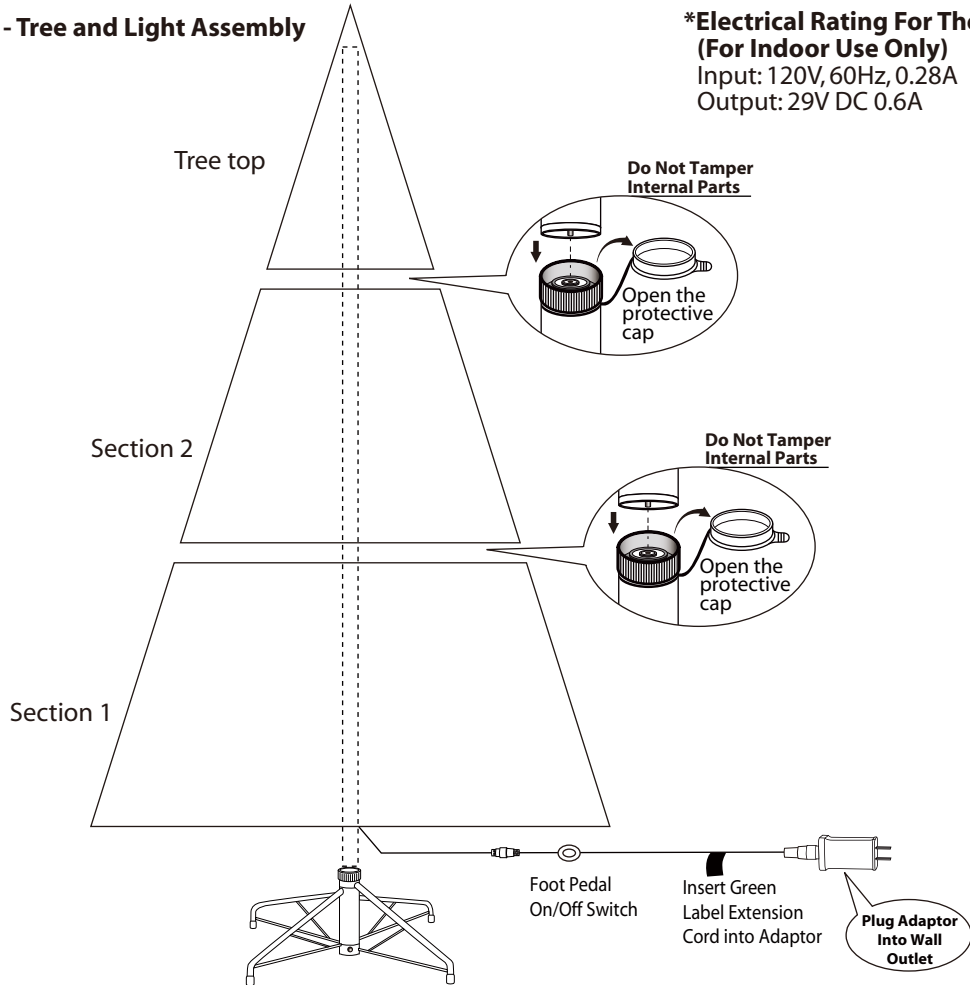 - Tree and Light Assembly
*Electrical Rating For The
(For Indoor Use Only)
Input: 120V, 60Hz, 0.28A
Output: 29V DC 0.6A
Tree top
Do Not Tamper
Internal Parts
Open the
protective
cap
Section 2
Do Not Tamper
Internal Parts
Open the
protective
cap
Section 1
Foot Pedal
On/Off Switch
Insert Green
Label Extension
Cord into Adaptor
Plug Adaptor
Into Wall
Outlet